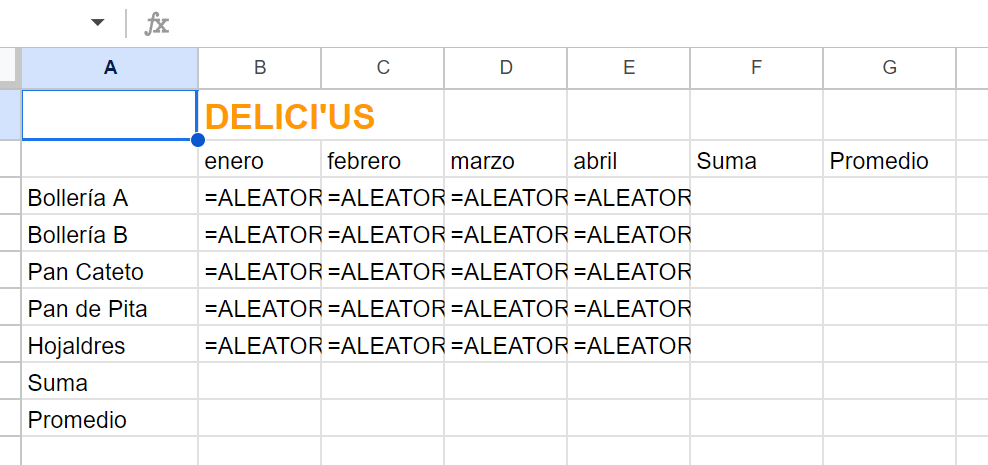 fx
A B C D E F G
DELICI'US
enero febrero marzo abril Suma Promedio
Bollería A =ALEATOR =ALEATOR =ALEATOR =ALEATOR
Bollería B =ALEATOR =ALEATOR =ALEATOR =ALEATOR
Pan Cateto =ALEATOR =ALEATOR =ALEATOR =ALEATOR
Pan de Pita =ALEATOR =ALEATOR =ALEATOR =ALEATOR
Hojaldres =ALEATOR =ALEATOR =ALEATOR =ALEATOR
Suma
Promedio